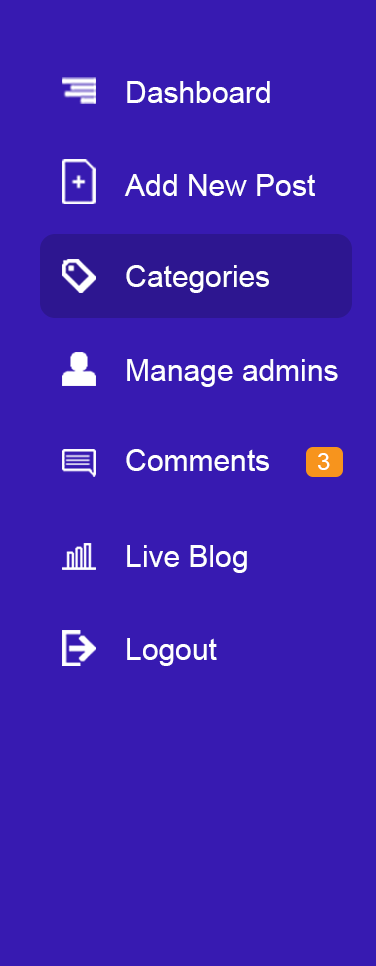 Dashboard
Add New Post
Categories
Manage admins
Comments 3
Live Blog
Logout